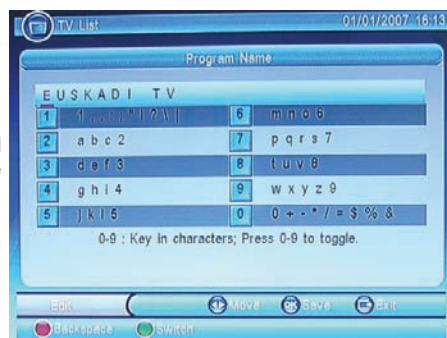 TV List 01/01/2007 16:13
Program Name
EUSKADI TV
1 6 m n o 6
2 a b c 2 7 p q r s 7
3 d e f 3 8 t u v 8
4 g h i 4 9 w x y z 9
5 j k l 5 0 0 + - * / = $ % &
0-9 : Key in characters; Press 0-9 to toggle.
Edit Move OK Save Exit
Backspace Switch